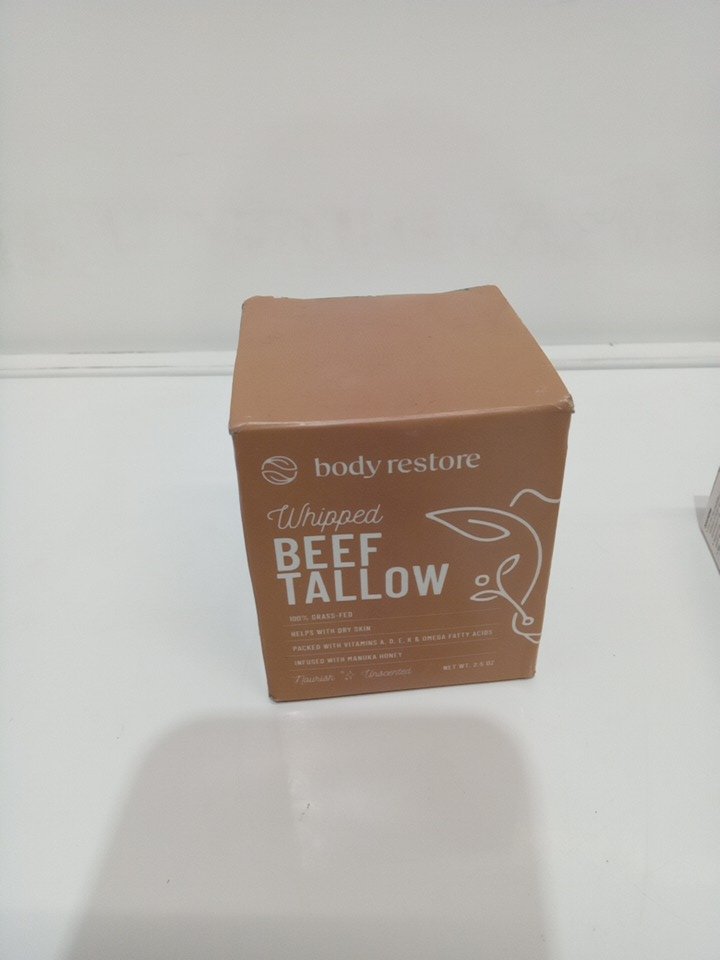 body restore
Whipped
BEEF
TALLOW
100% GRASS-FED
HELPS WITH DRY SKIN
PACKED WITH VITAMINS A, D, E, K & OMEGA FATTY ACIDS
INFUSED WITH MANUKA HONEY
Nourish Unscented NET WT. 2.5 OZ